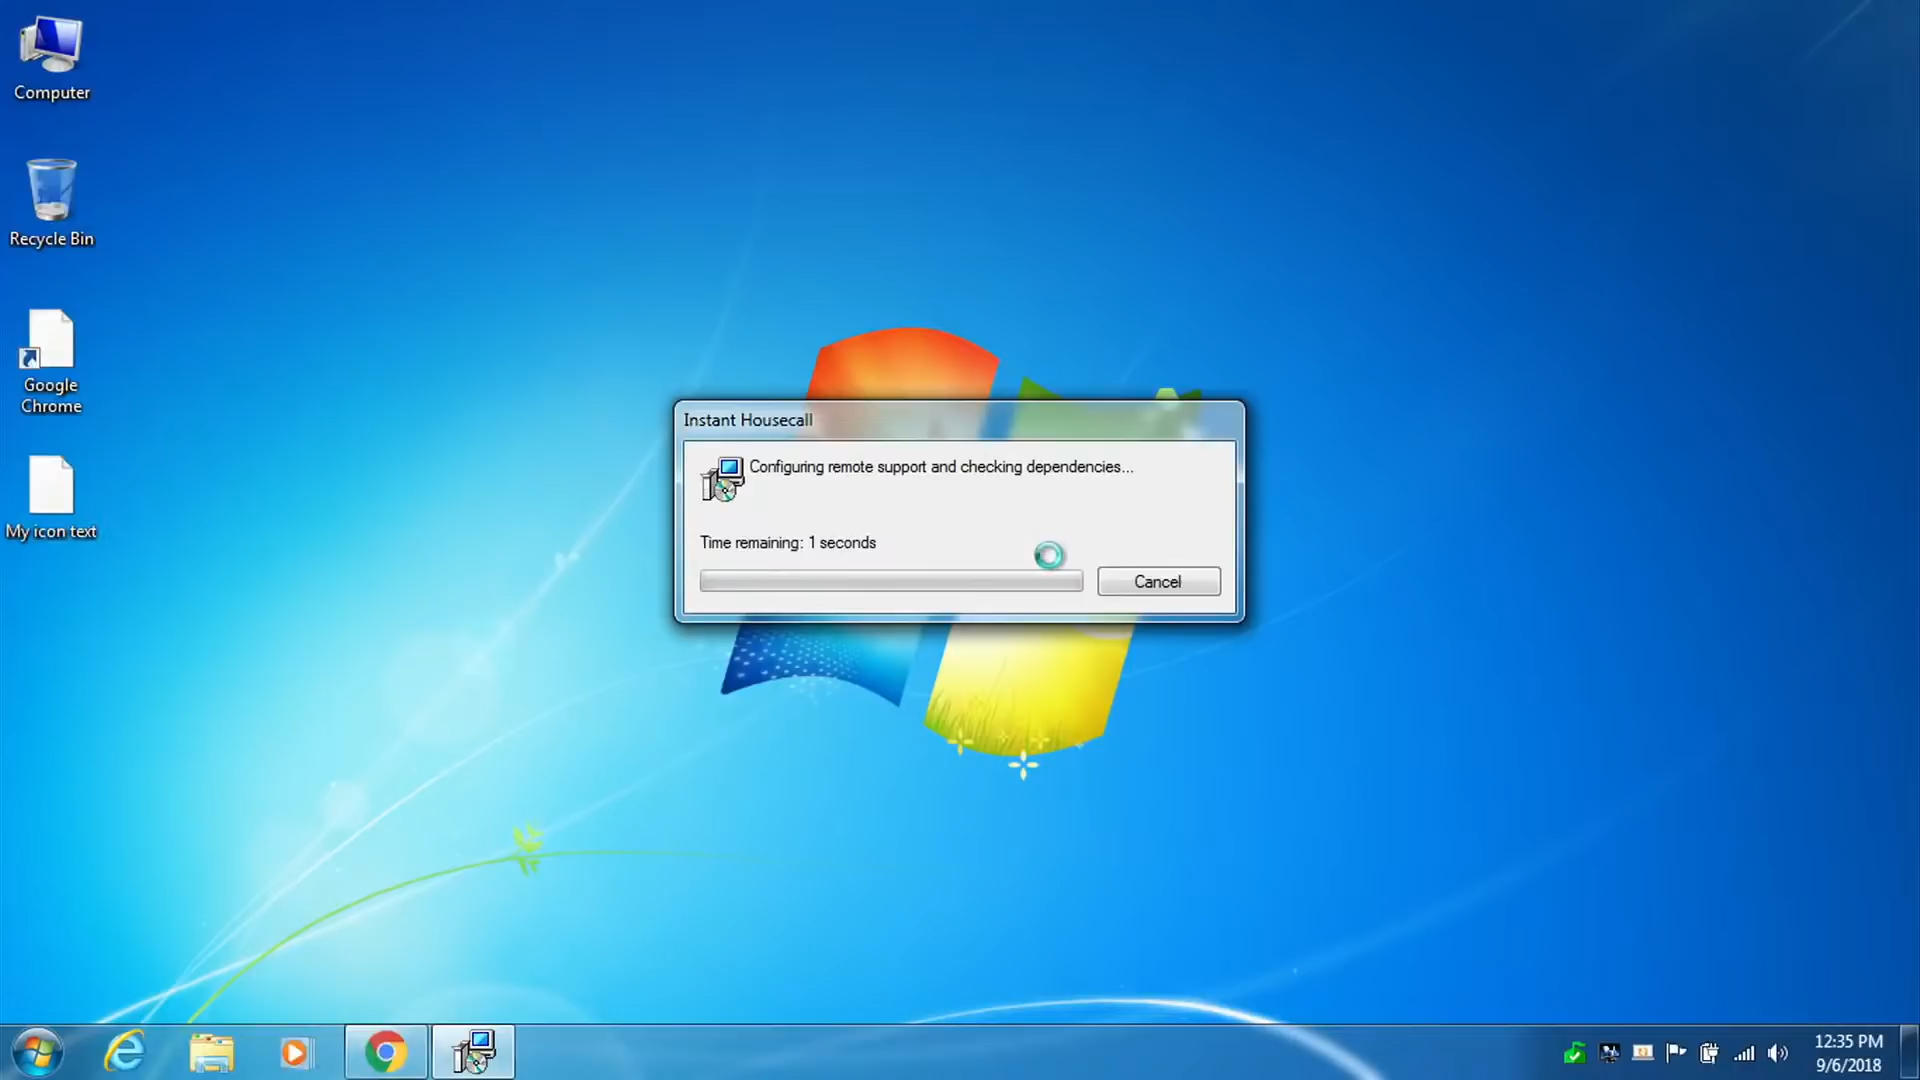 Computer
Recycle Bin
Google
Chrome
My icon text
Instant Housecall
Configuring remote support and checking dependencies...
Time remaining: 1 seconds
Cancel
12:35 PM
9/6/2018